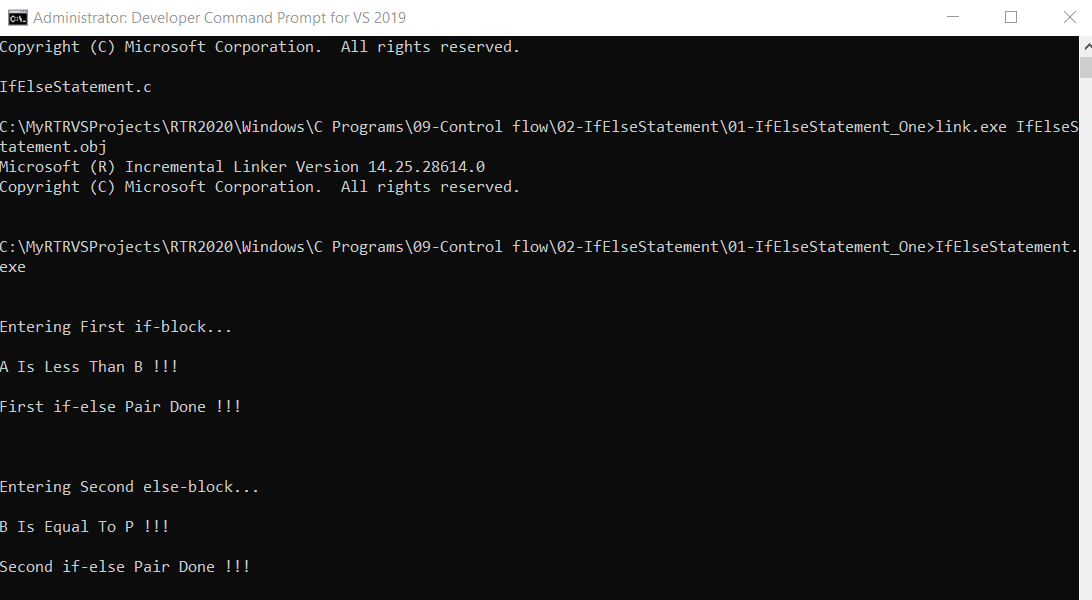 Administrator: Developer Command Prompt for VS 2019
Copyright (C) Microsoft Corporation.  All rights reserved.
IfElseStatement.c
C:\MyRTRVSProjects\RTR2020\Windows\C Programs\09-Control flow\02-IfElseStatement\01-IfElseStatement_One>link.exe IfElseS
tatement.obj
Microsoft (R) Incremental Linker Version 14.25.28614.0
Copyright (C) Microsoft Corporation.  All rights reserved.
C:\MyRTRVSProjects\RTR2020\Windows\C Programs\09-Control flow\02-IfElseStatement\01-IfElseStatement_One>IfElseStatement.
exe
Entering First if-block...
A Is Less Than B !!!
First if-else Pair Done !!!
Entering Second else-block...
B Is Equal To P !!!
Second if-else Pair Done !!!